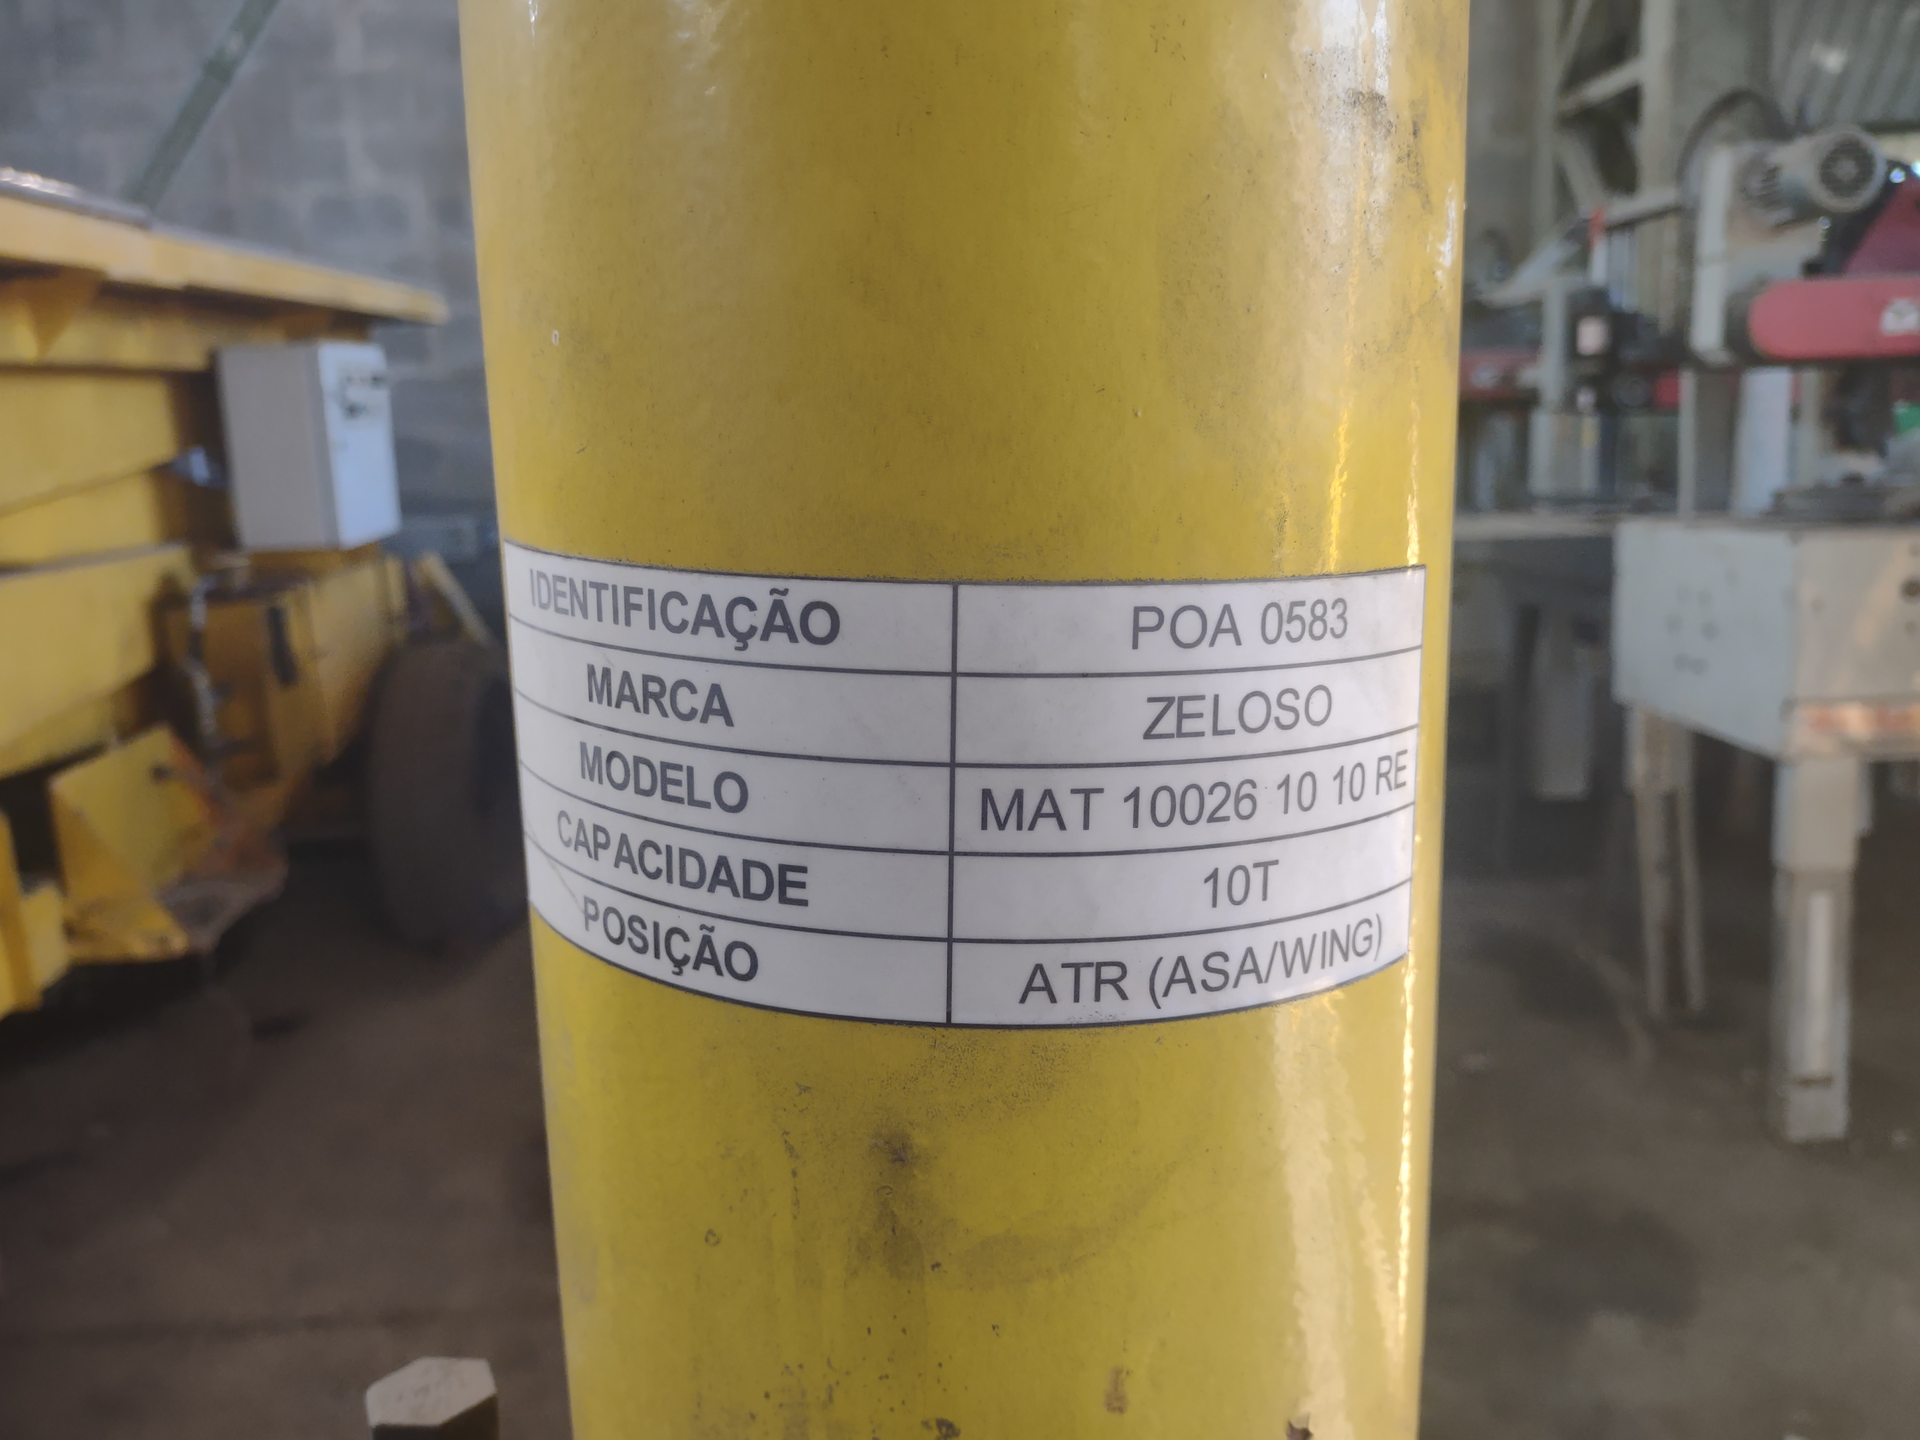 IDENTIFICAÇÃO POA 0583
MARCA ZELOSO
MODELO MAT 10026 10 10 RE
CAPACIDADE 10T
POSIÇÃO ATR (ASA/WING)